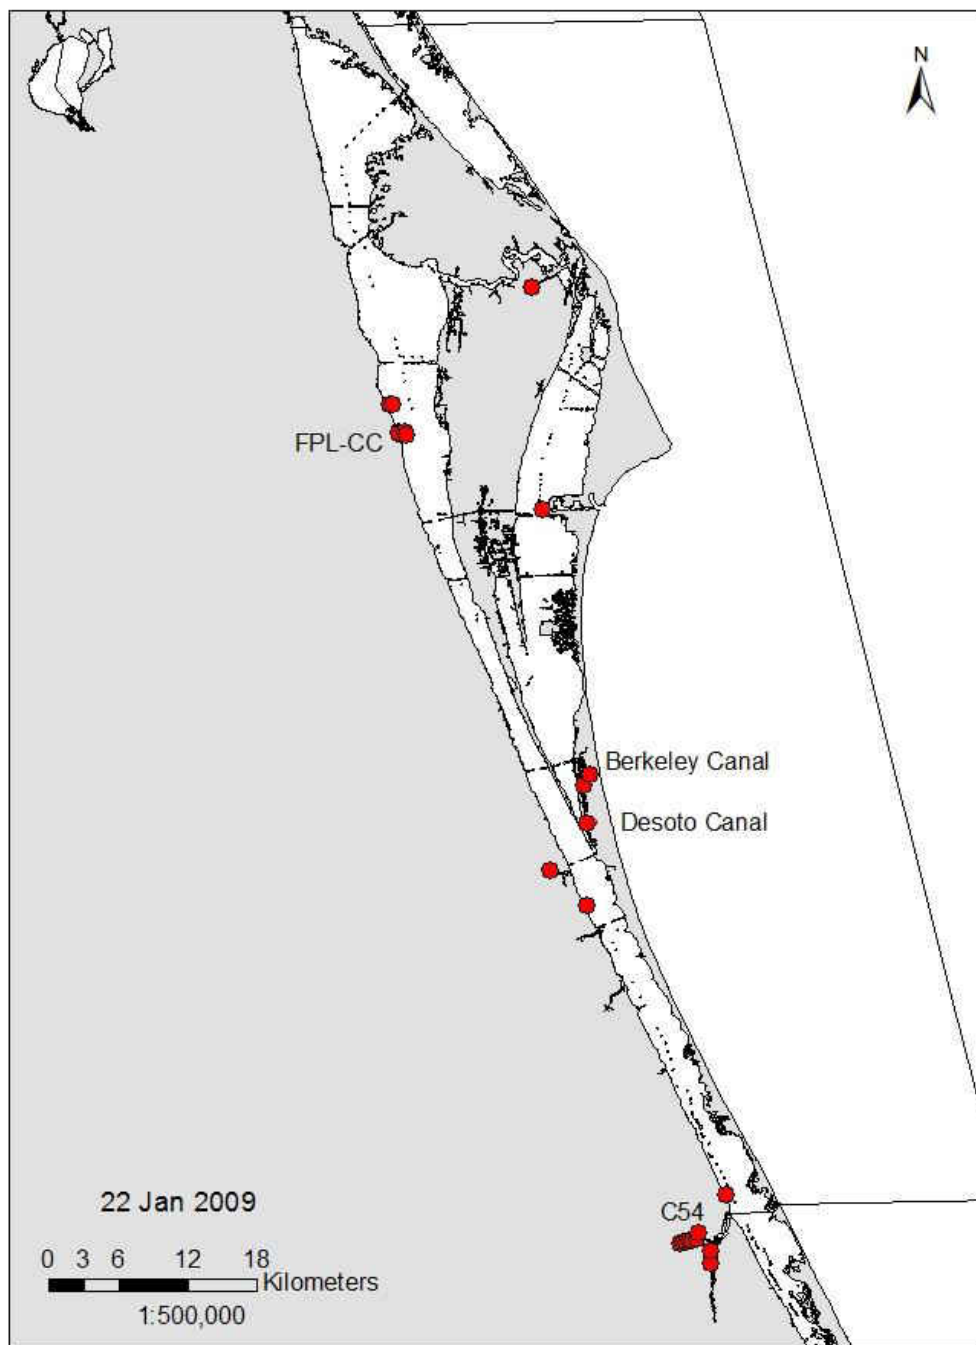 N
FPL-CC
Berkeley Canal
Desoto Canal
C54
22 Jan 2009
0 3 6 12 18
Kilometers
1:500,000